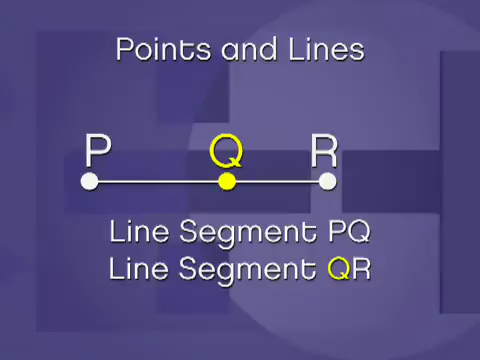 Points and Lines
P Q R
Line Segment PQ
Line Segment QR